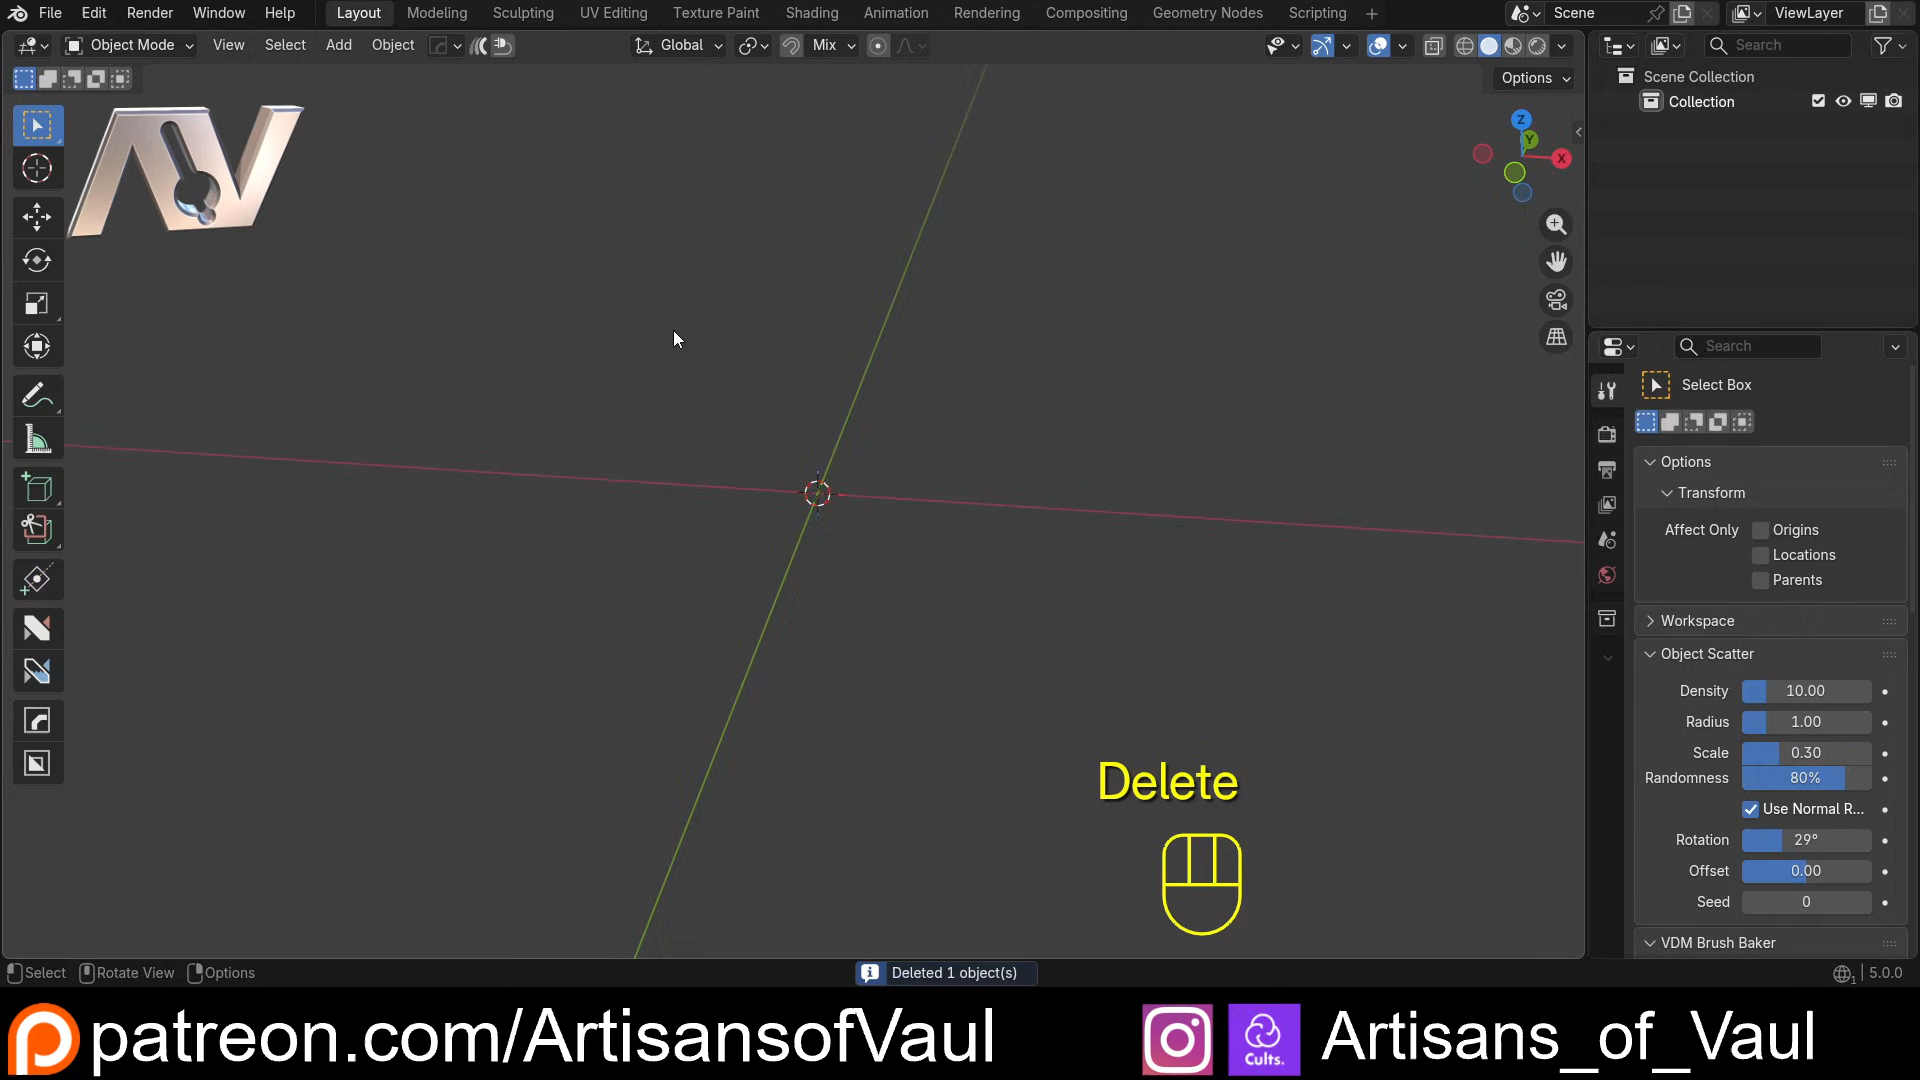 File Edit Render Window Help Layout Modeling Sculpting UV Editing Texture Paint Shading Animation Rendering Compositing Geometry Nodes Scripting + Scene ViewLayer
Object Mode View Select Add Object Global Mix Search
Options
Scene Collection
Collection
AV
Z
Y
X
Search
Select Box
Options
Transform
Affect Only Origins
Locations
Parents
Workspace
Object Scatter
Density 10.00
Radius 1.00
Scale 0.30
Randomness 80%
Use Normal R...
Rotation 29°
Offset 0.00
Seed 0
VDM Brush Baker
Delete
Select Rotate View Options Deleted 1 object(s) 1 5.0.0
patreon.com/ArtisansofVaul Cults. Artisans_of_Vaul